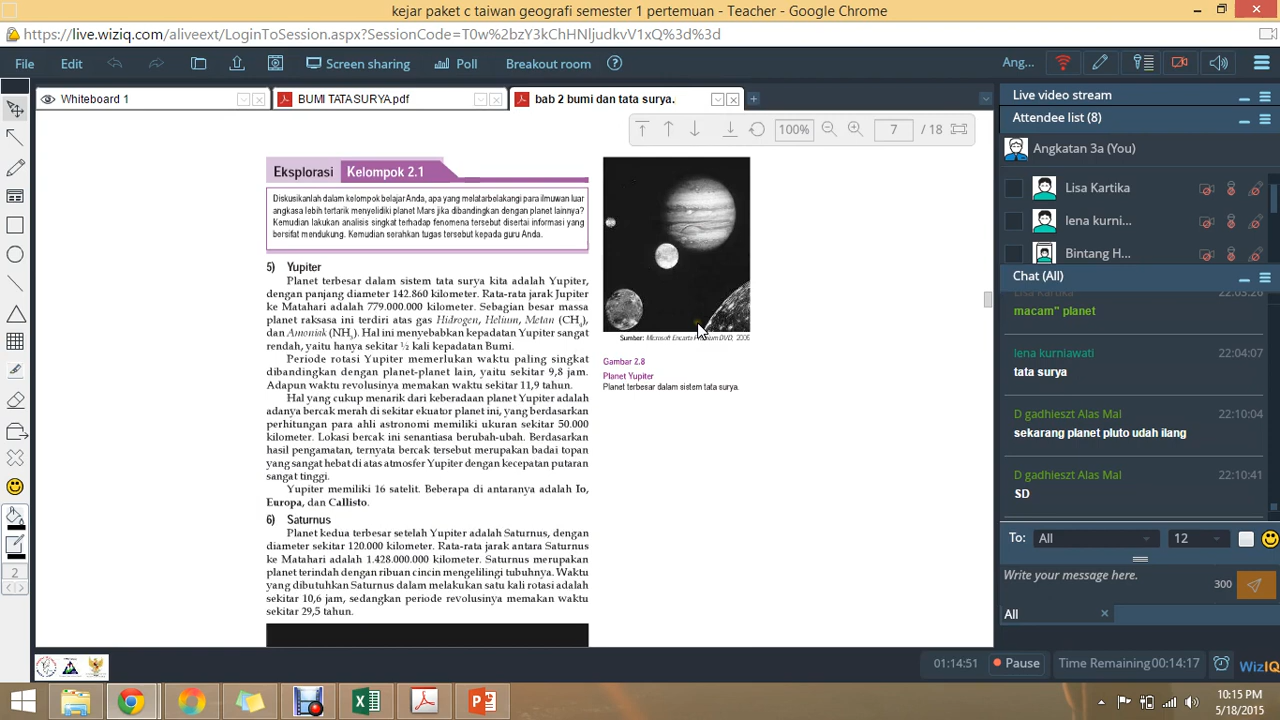 kejar paket c taiwan geografi semester 1 pertemuan - Teacher - Google Chrome
https://live.wiziq.com/aliveext/LoginToSession.aspx?SessionCode=T0w%2bzY3kChHNljudkvV1xQ%3d%3d
File Edit Screen sharing Poll Breakout room Ang...
Whiteboard 1 BUMI TATASURYA.pdf bab 2 bumi dan tata surya.
100% 7 / 18
Eksplorasi Kelompok 2.1
Diskusikanlah dalam kelompok belajar Anda, apa yang melatarbelakangi para ilmuwan luar
angkasa lebih tertarik menyelidiki planet Mars jika dibandingkan dengan planet lainnya?
Kemudian lakukan analisis singkat terhadap fenomena tersebut disertai informasi yang
bersifat mendukung. Kemudian serahkan tugas tersebut kepada guru Anda.
5) Yupiter
Planet terbesar dalam sistem tata surya kita adalah Yupiter,
dengan panjang diameter 142.860 kilometer. Rata-rata jarak Jupiter
ke Matahari adalah 779.000.000 kilometer. Sebagian besar massa
planet raksasa ini terdiri atas gas Hidrogen, Helium, Metan (CH4),
dan Amoniak (NH3). Hal ini menyebabkan kepadatan Yupiter sangat
rendah, yaitu hanya sekitar ½ kali kepadatan Bumi.
Periode rotasi Yupiter memerlukan waktu paling singkat
dibandingkan dengan planet-planet lain, yaitu sekitar 9,8 jam.
Adapun waktu revolusinya memakan waktu sekitar 11,9 tahun.
Hal yang cukup menarik dari keberadaan planet Yupiter adalah
adanya bercak merah di sekitar ekuator planet ini, yang berdasarkan
perhitungan para ahli astronomi memiliki ukuran sekitar 50.000
kilometer. Lokasi bercak ini senantiasa berubah-ubah. Berdasarkan
hasil pengamatan, ternyata bercak tersebut merupakan badai topan
yang sangat hebat di atas atmosfer Yupiter dengan kecepatan putaran
sangat tinggi.
Yupiter memiliki 16 satelit. Beberapa di antaranya adalah Io,
Europa, dan Callisto.
6) Saturnus
Planet kedua terbesar setelah Yupiter adalah Saturnus, dengan
diameter sekitar 120.000 kilometer. Rata-rata jarak antara Saturnus
ke Matahari adalah 1.428.000.000 kilometer. Saturnus merupakan
planet terindah dengan ribuan cincin mengelilingi tubuhnya. Waktu
yang dibutuhkan Saturnus dalam melakukan satu kali rotasi adalah
sekitar 10,6 jam, sedangkan periode revolusinya memakan waktu
sekitar 29,5 tahun.
Sumber: Microsoft Encarta DVD, 2005
Gambar 2.8
Planet Yupiter
Planet terbesar dalam sistem tata surya.
Live video stream
Attendee list (8)
Angkatan 3a (You)
Lisa Kartika
lena kurni...
Bintang H...
Chat (All)
Lisa Kartika 22:03:26
macam" planet
lena kurniawati 22:04:07
tata surya
D gadhieszt Alas Mal 22:10:04
sekarang planet pluto udah ilang
D gadhieszt Alas Mal 22:10:41
SD
To: All 12
Write your message here. 300
All
2
01:14:51 Pause Time Remaining 00:14:17 WizIQ
10:15 PM
5/18/2015